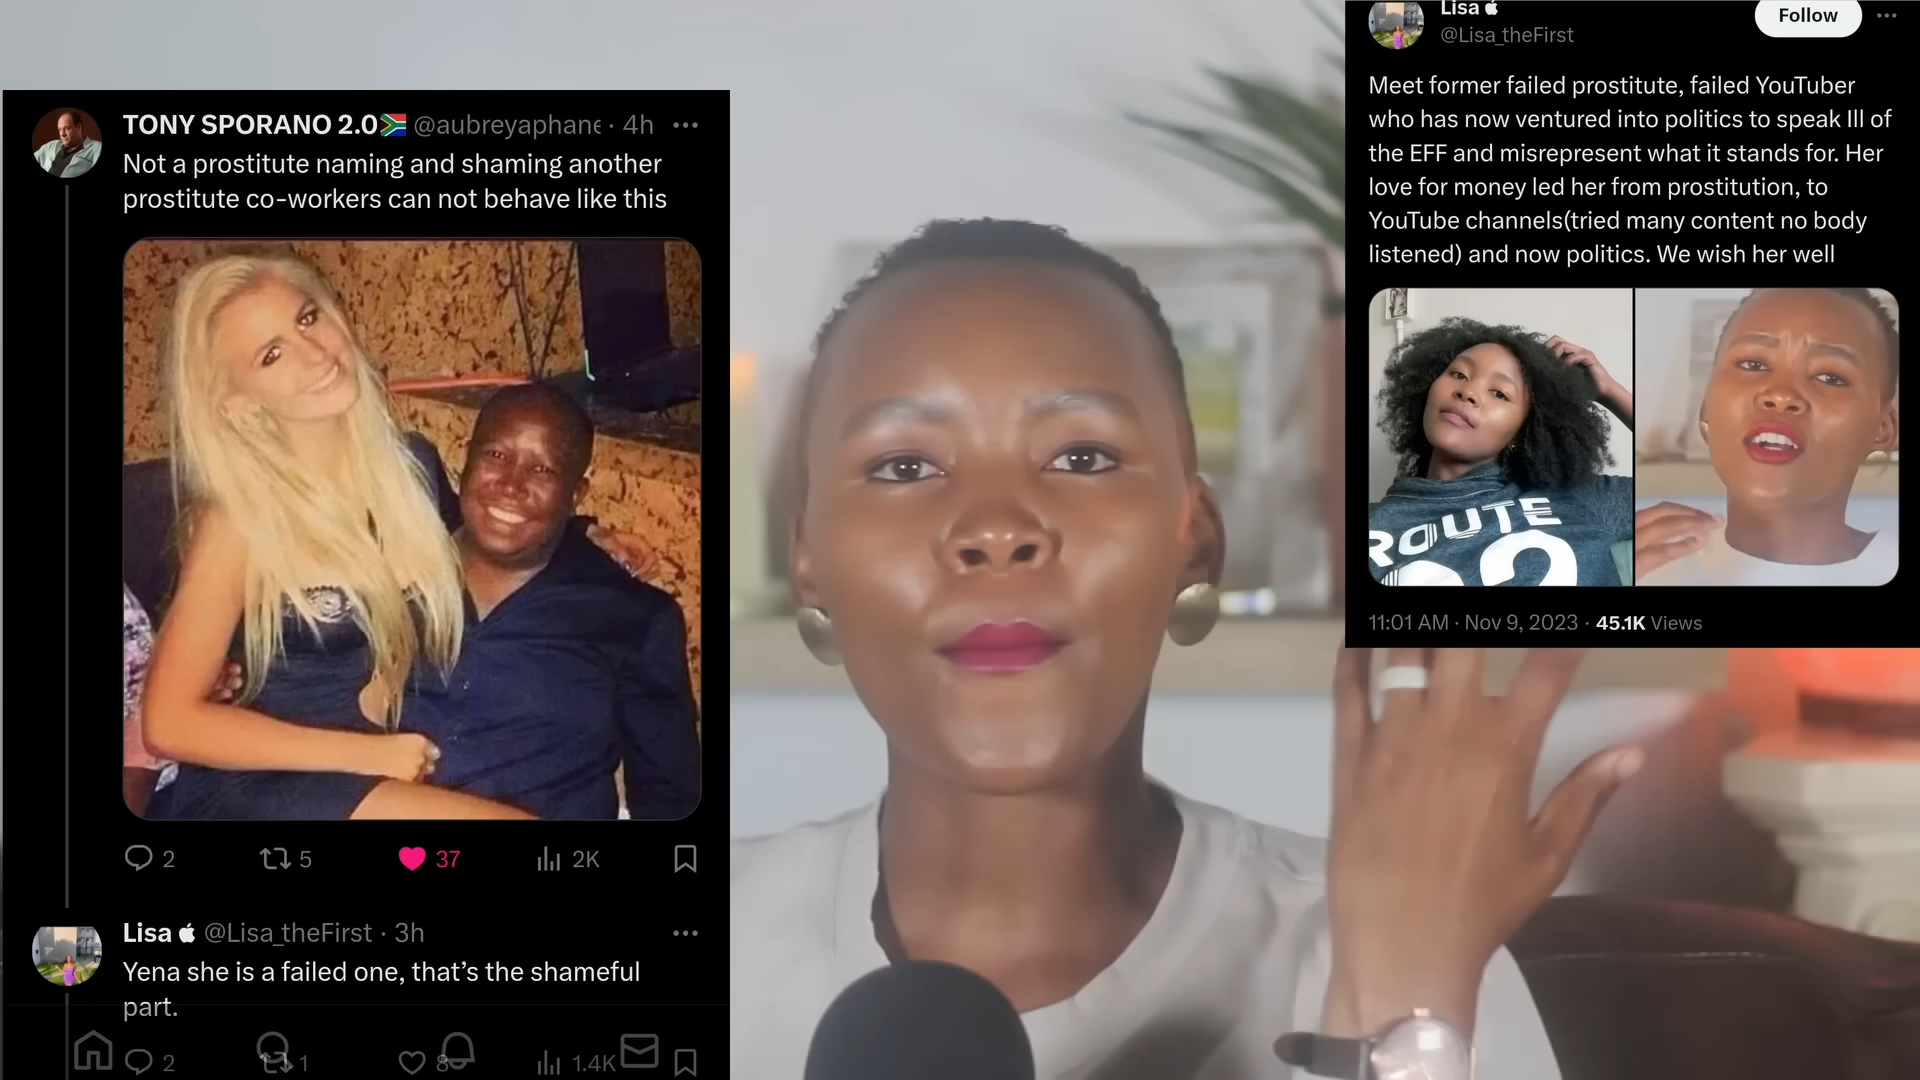 TONY SPORANO 2.0🇿🇦 @aubreyaphane · 4h
Not a prostitute naming and shaming another
prostitute co-workers can not behave like this
2 5 37 2K
Lisa @Lisa_theFirst · 3h
Yena she is a failed one, that's the shameful
part.
2 1 8 1.4K
Lisa
Follow
@Lisa_theFirst
Meet former failed prostitute, failed YouTuber
who has now ventured into politics to speak Ill of
the EFF and misrepresent what it stands for. Her
love for money led her from prostitution, to
YouTube channels(tried many content no body
listened) and now politics. We wish her well
ROUTE
11:01 AM · Nov 9, 2023 · 45.1K Views